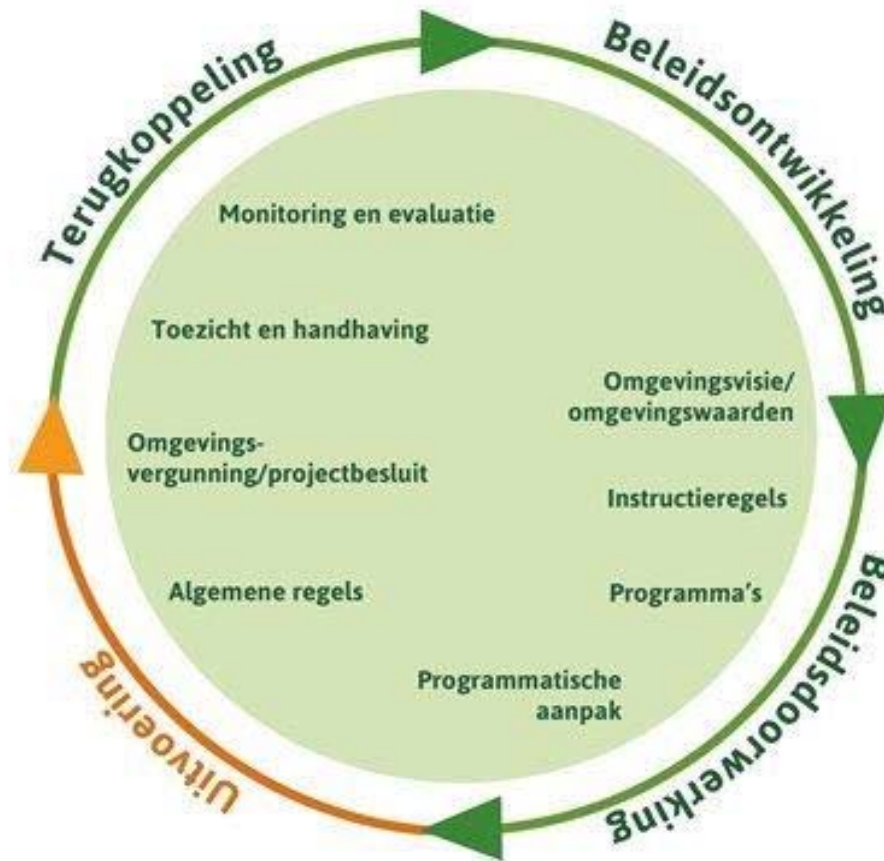 Terugkoppeling
Beleidsontwikkeling
Monitoring en evaluatie
Toezicht en handhaving
Omgevingsvisie/
omgevingswaarden
Omgevings-
vergunning/projectbesluit
Instructieregels
Algemene regels
Programma's
Programmatische
aanpak
Uitvoering
Beleidsdoorwerking